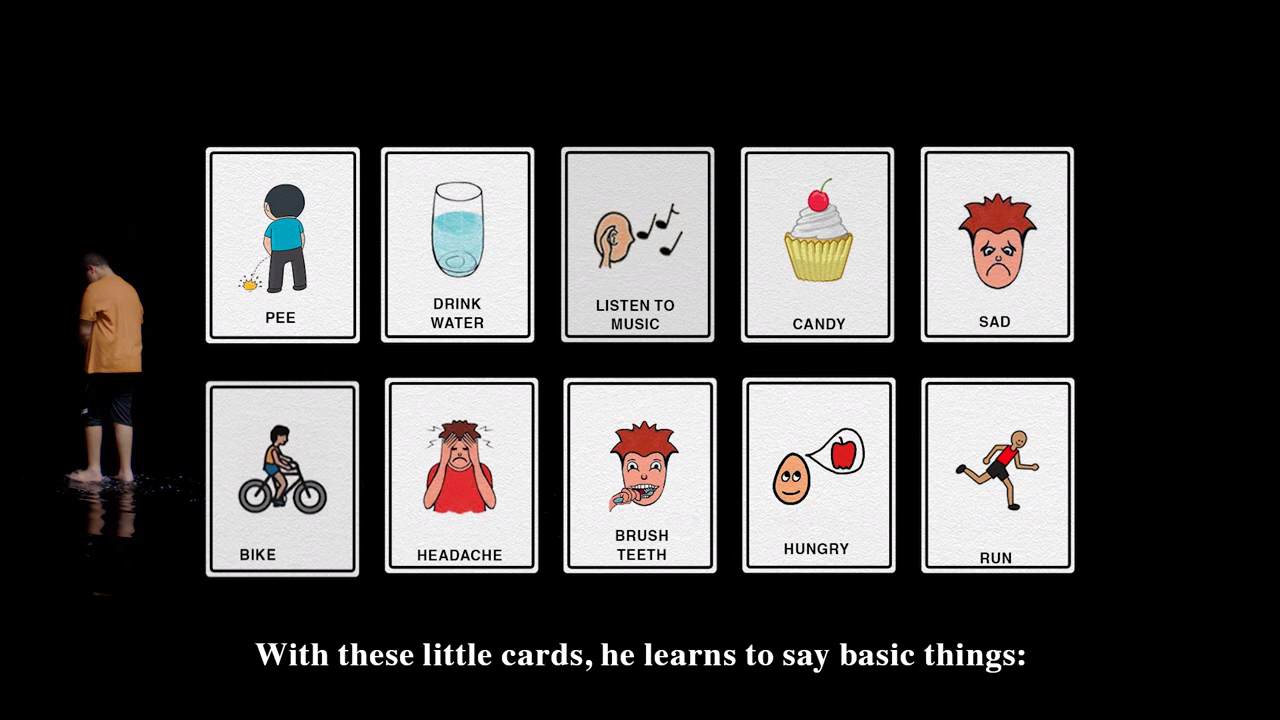 PEE
DRINK
WATER
LISTEN TO
MUSIC
CANDY
SAD
BIKE
HEADACHE
BRUSH
TEETH
HUNGRY
RUN
With these little cards, he learns to say basic things: